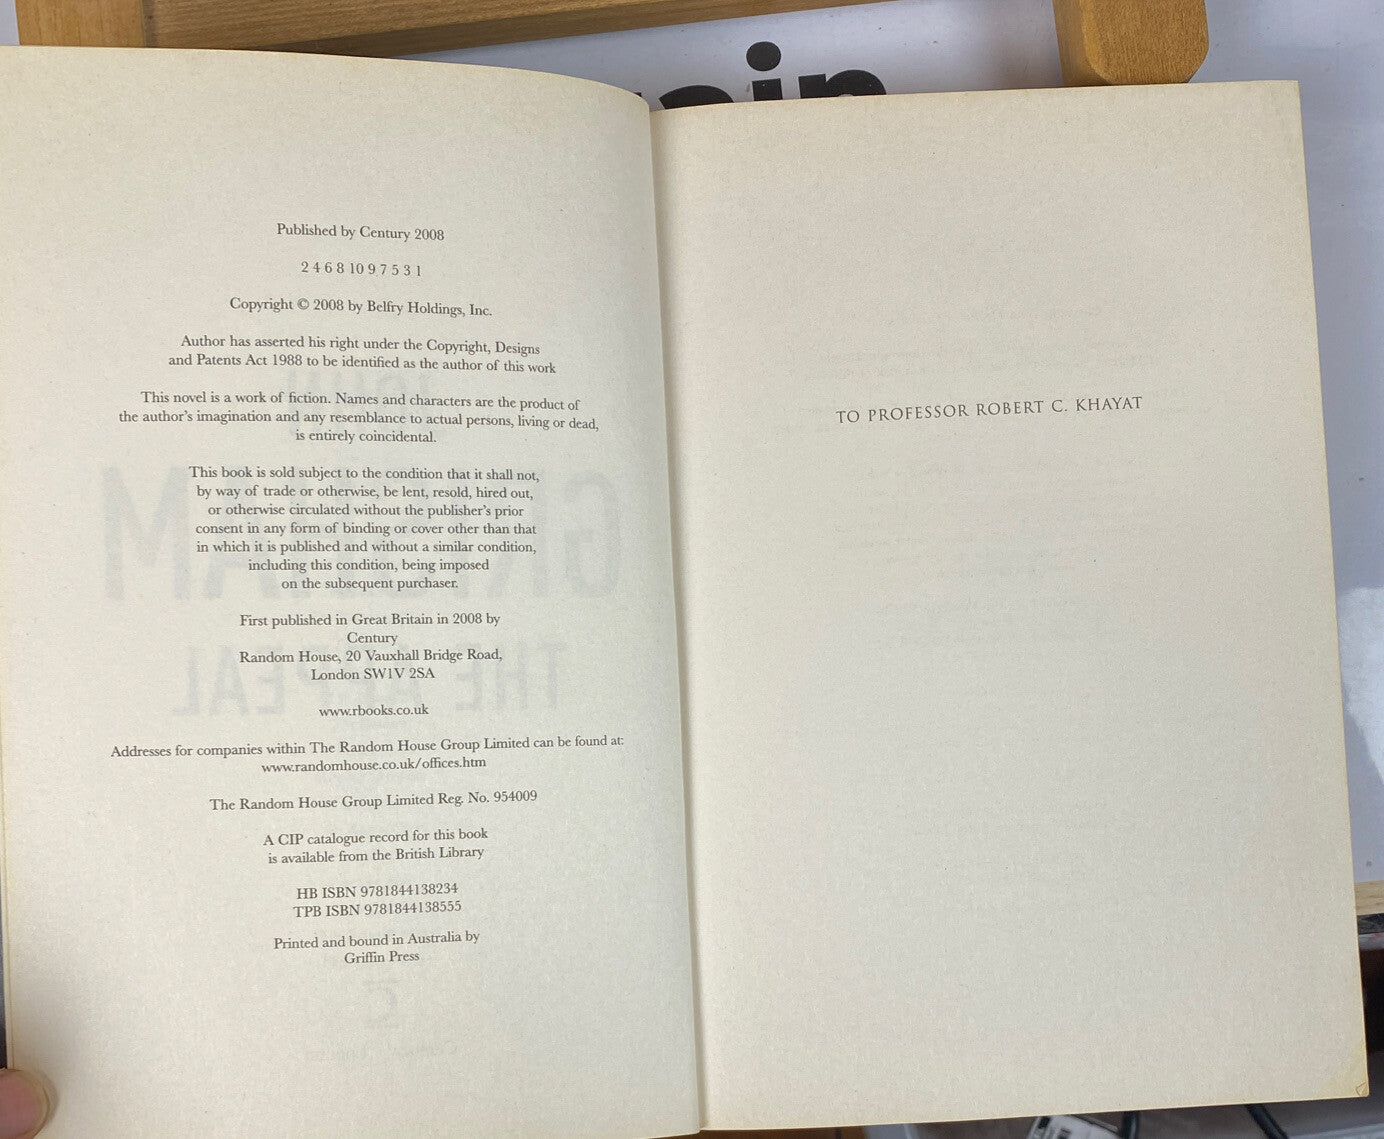 ain
Published by Century 2008
2 4 6 8 10 9 7 5 3 1
Copyright © 2008 by Belfry Holdings, Inc.
Author has asserted his right under the Copyright, Designs
and Patents Act 1988 to be identified as the author of this work
This novel is a work of fiction. Names and characters are the product of
the author's imagination and any resemblance to actual persons, living or dead,
is entirely coincidental.
This book is sold subject to the condition that it shall not,
by way of trade or otherwise, be lent, resold, hired out,
or otherwise circulated without the publisher's prior
consent in any form of binding or cover other than that
in which it is published and without a similar condition,
including this condition, being imposed
on the subsequent purchaser.
First published in Great Britain in 2008 by
Century
Random House, 20 Vauxhall Bridge Road,
London SW1V 2SA
www.rbooks.co.uk
Addresses for companies within The Random House Group Limited can be found at:
www.randomhouse.co.uk/offices.htm
The Random House Group Limited Reg. No. 954009
A CIP catalogue record for this book
is available from the British Library
HB ISBN 9781844138234
TPB ISBN 9781844138555
Printed and bound in Australia by
Griffin Press
TO PROFESSOR ROBERT C. KHAYAT